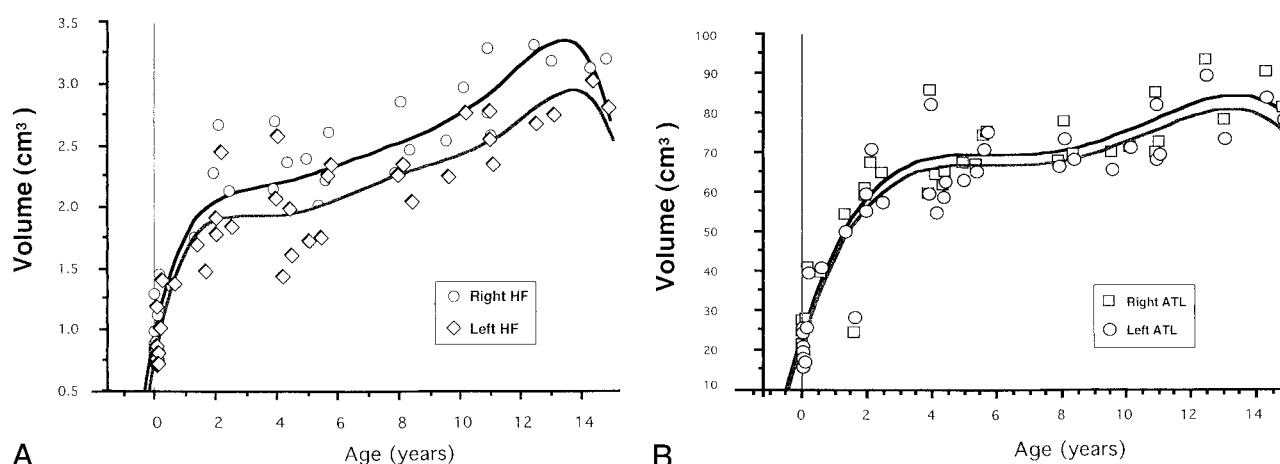 3.5
3.0
2.5
2.0
1.5
1.0
0.5
Volume (cm³)
0 2 4 6 8 10 12 14
Age (years)
Right HF
Left HF
A
100
90
80
70
60
50
40
30
20
10
Volume (cm³)
0 2 4 6 8 10 12 14
Age (years)
Right ATL
Left ATL
B